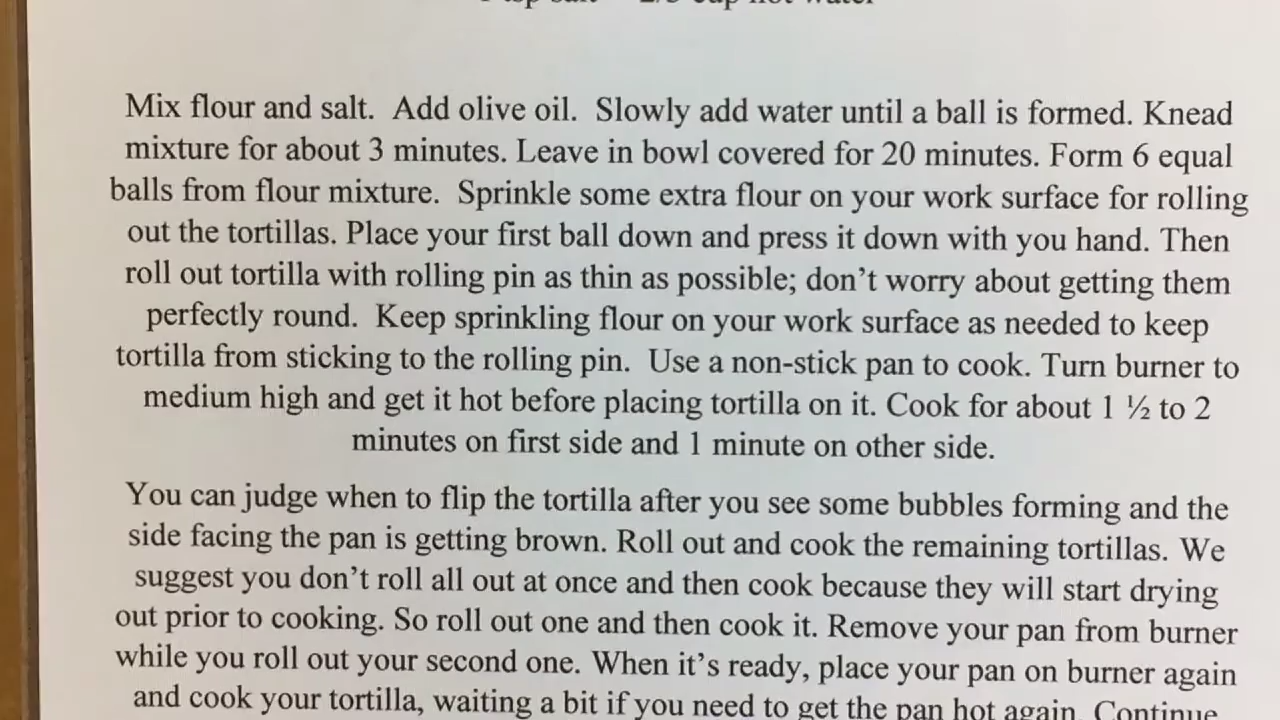 Mix flour and salt.  Add olive oil.  Slowly add water until a ball is formed. Knead
mixture for about 3 minutes. Leave in bowl covered for 20 minutes. Form 6 equal
balls from flour mixture.  Sprinkle some extra flour on your work surface for rolling
out the tortillas. Place your first ball down and press it down with you hand. Then
roll out tortilla with rolling pin as thin as possible; don’t worry about getting them
perfectly round.  Keep sprinkling flour on your work surface as needed to keep
tortilla from sticking to the rolling pin.  Use a non-stick pan to cook. Turn burner to
medium high and get it hot before placing tortilla on it. Cook for about 1 ½ to 2
minutes on first side and 1 minute on other side.
You can judge when to flip the tortilla after you see some bubbles forming and the
side facing the pan is getting brown. Roll out and cook the remaining tortillas. We
suggest you don’t roll all out at once and then cook because they will start drying
out prior to cooking. So roll out one and then cook it. Remove your pan from burner
while you roll out your second one. When it’s ready, place your pan on burner again
and cook your tortilla, waiting a bit if you need to get the pan hot again. Continue